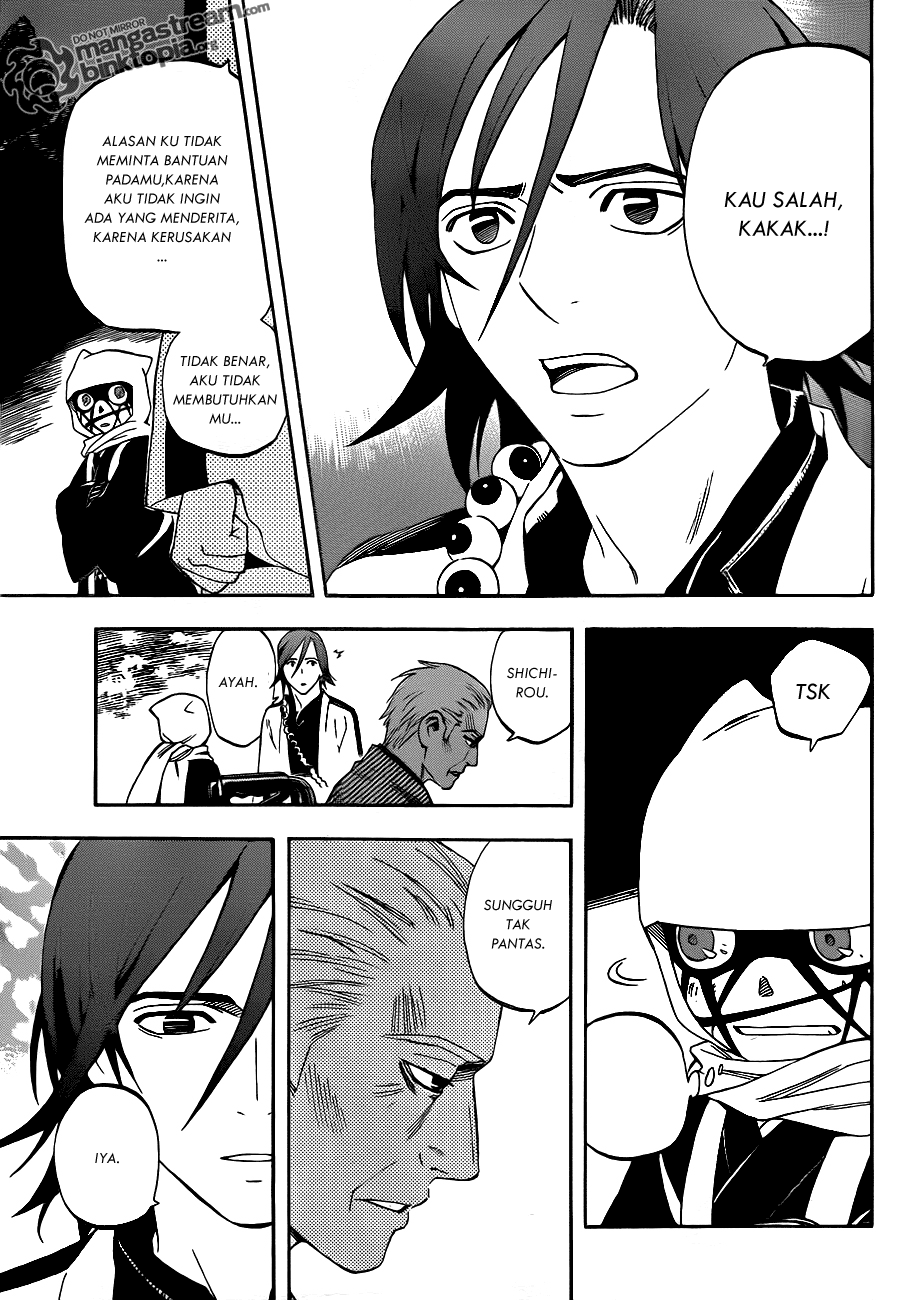 DO NOT MIRROR
mangastream.com
binktopia.org
KAU SALAH,
KAKAK...!
ALASAN KU TIDAK
MEMINTA BANTUAN
PADAMU,KARENA
AKU TIDAK INGIN
ADA YANG MENDERITA,
KARENA KERUSAKAN
...
TIDAK BENAR,
AKU TIDAK
MEMBUTUHKAN
MU...
TSK
SHICHI-
ROU.
AYAH.
SUNGGUH
TAK
PANTAS.
IYA.